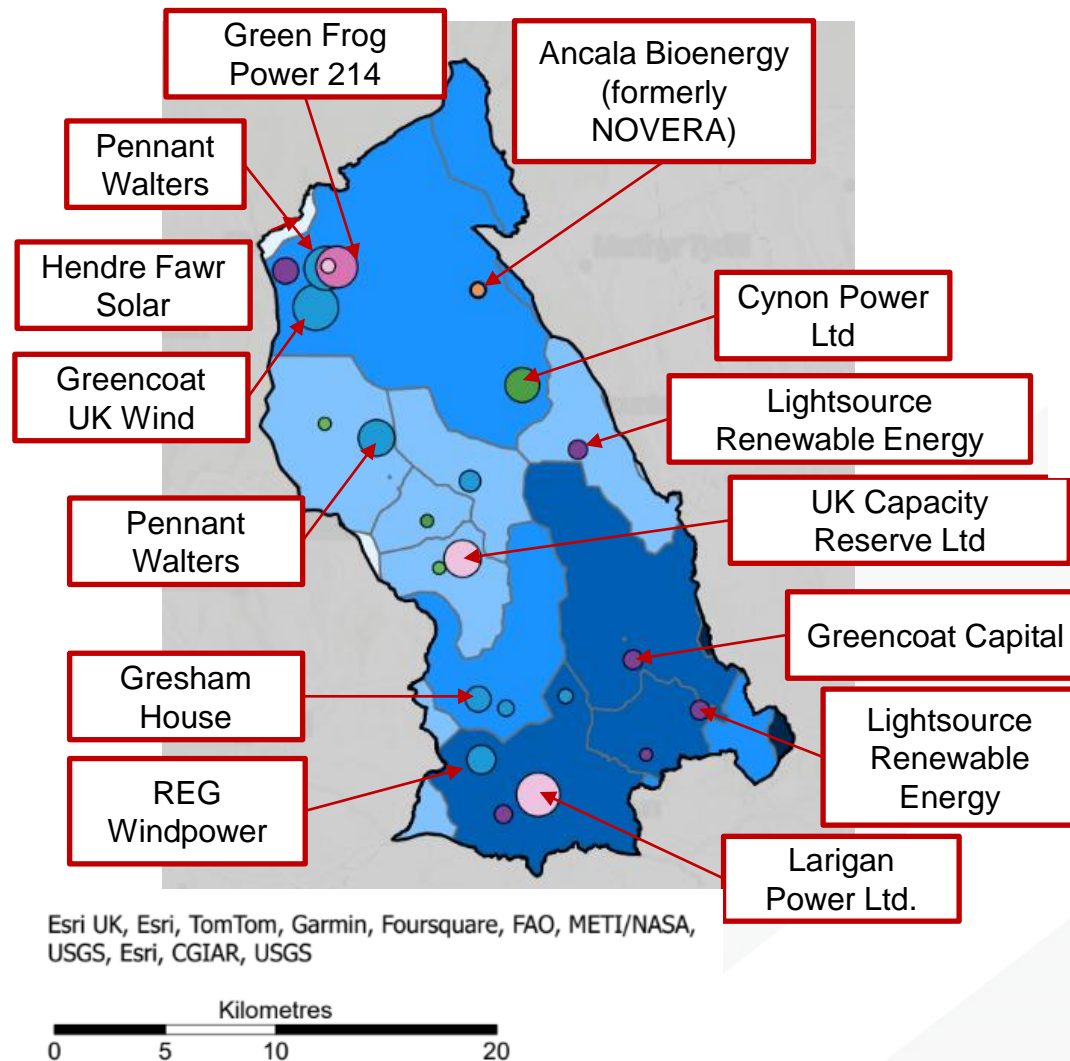 Green Frog
Power 214
Ancala Bioenergy
(formerly
NOVERA)
Pennant
Walters
Hendre Fawr
Solar
Cynon Power
Ltd
Greencoat
UK Wind
Lightsource
Renewable Energy
UK Capacity
Reserve Ltd
Pennant
Walters
Greencoat Capital
Gresham
House
Lightsource
Renewable
Energy
REG
Windpower
Larigan
Power Ltd.
Merthyr Tydfil
Esri UK, Esri, TomTom, Garmin, Foursquare, FAO, METI/NASA,
USGS, Esri, CGIAR, USGS
Kilometres
0 5 10 20